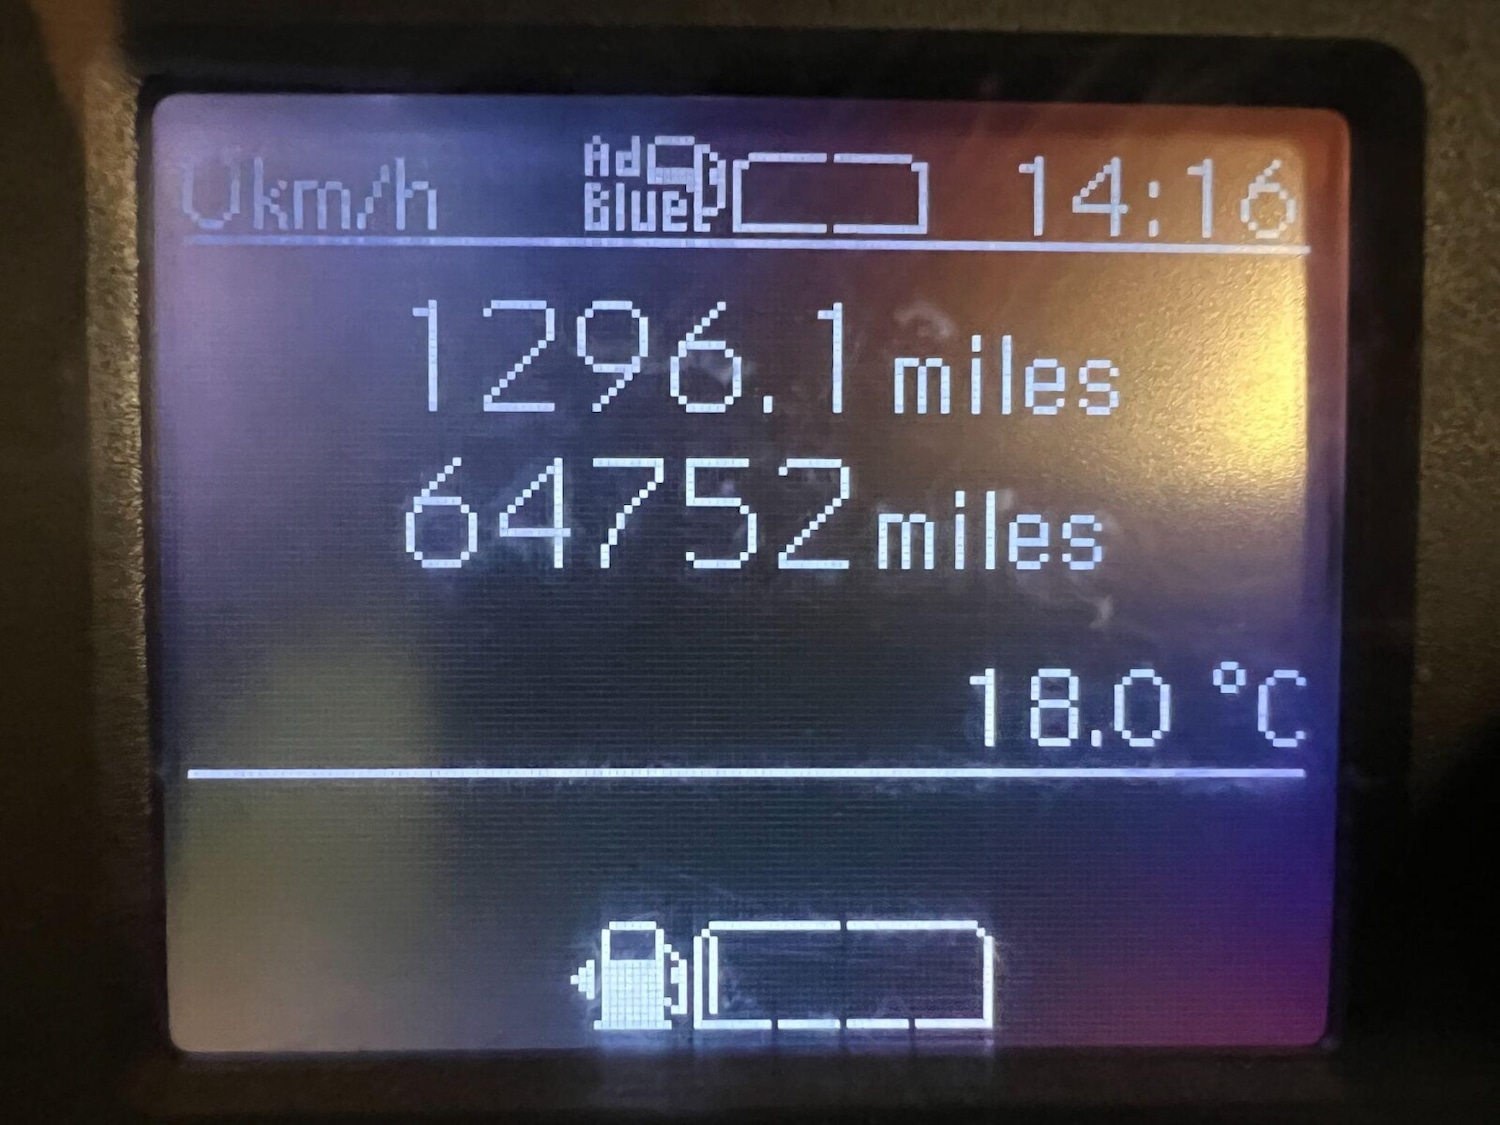 0km/h Ad Blue 14:16
1296.1 miles
64752 miles
18.0 °C